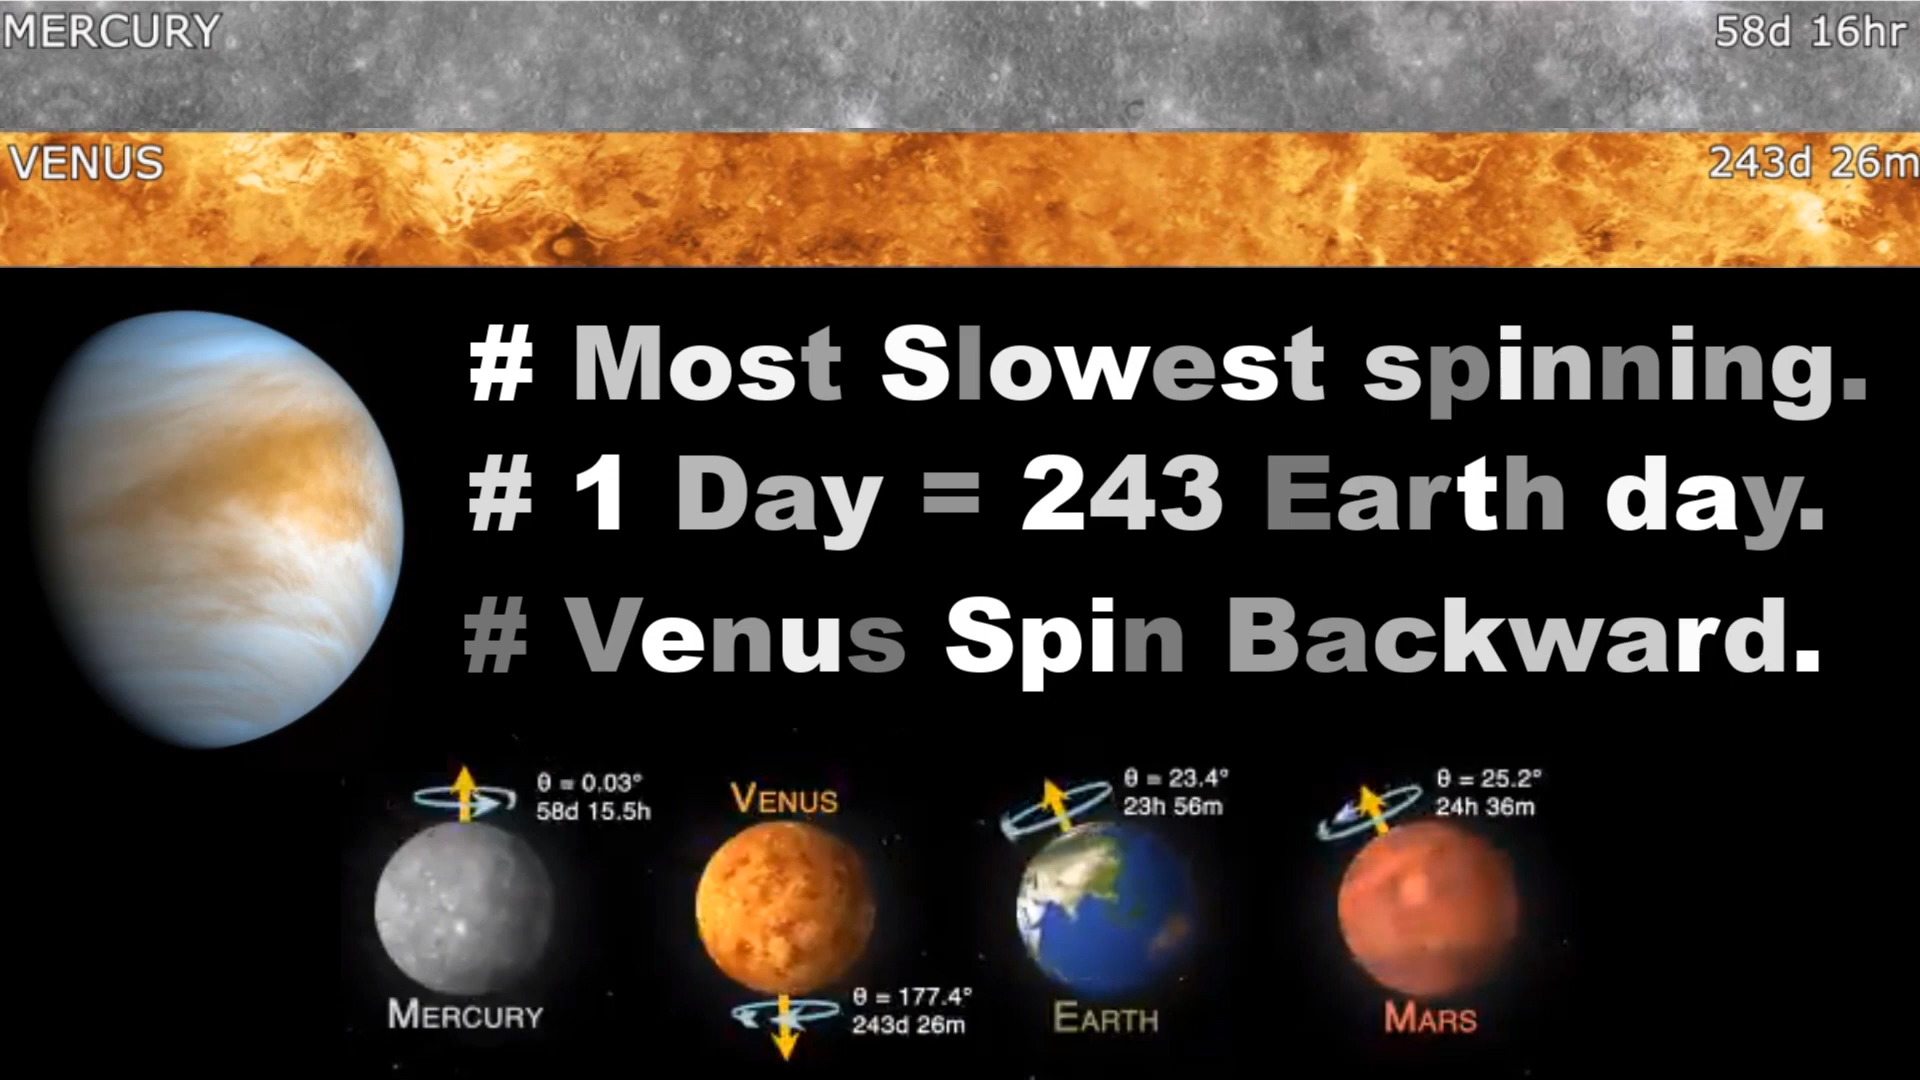 MERCURY 58d 16hr
VENUS 243d 26m
# Most Slowest spinning.
# 1 Day = 243 Earth day.
# Venus Spin Backward.
θ = 0.03°
58d 15.5h
MERCURY
VENUS
θ = 177.4°
243d 26m
θ = 23.4°
23h 56m
EARTH
θ = 25.2°
24h 36m
MARS